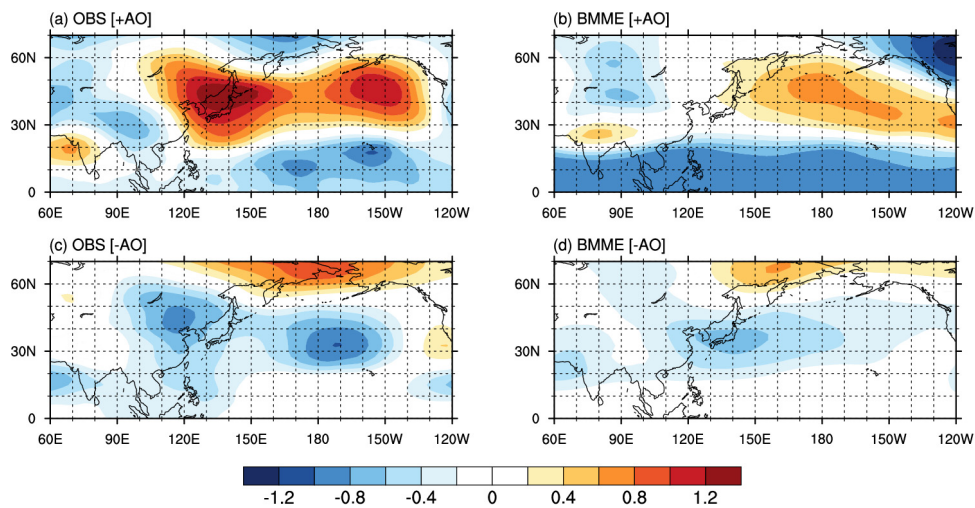 (a) OBS [+AO]
60N
30N
0
60E 90E 120E 150E 180 150W 120W
(b) BMME [+AO]
60N
30N
0
60E 90E 120E 150E 180 150W 120W
(c) OBS [-AO]
60N
30N
0
60E 90E 120E 150E 180 150W 120W
(d) BMME [-AO]
60N
30N
0
60E 90E 120E 150E 180 150W 120W
-1.2 -0.8 -0.4 0 0.4 0.8 1.2